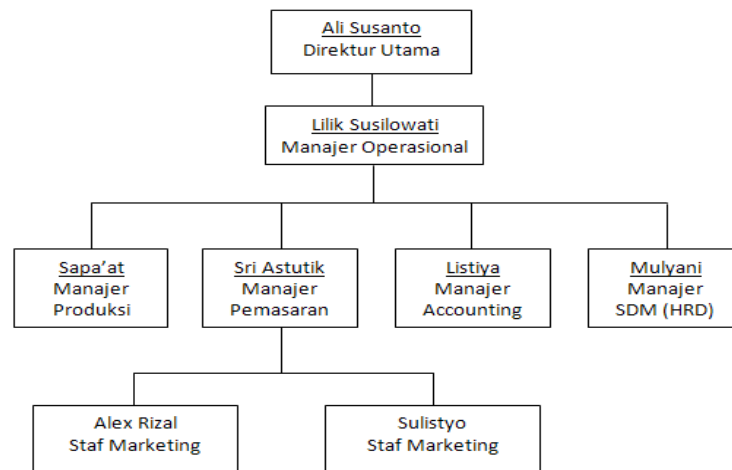 Ali Susanto
Direktur Utama
Lilik Susilowati
Manajer Operasional
Sapa'at
Manajer
Produksi
Sri Astutik
Manajer
Pemasaran
Listiya
Manajer
Accounting
Mulyani
Manajer
SDM (HRD)
Alex Rizal
Staf Marketing
Sulistyo
Staf Marketing